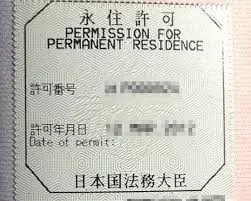 永住許可
PERMISSION FOR
PERMANENT RESIDENCE
許可番号
許可年月日
Date of permit:
日本国法務大臣